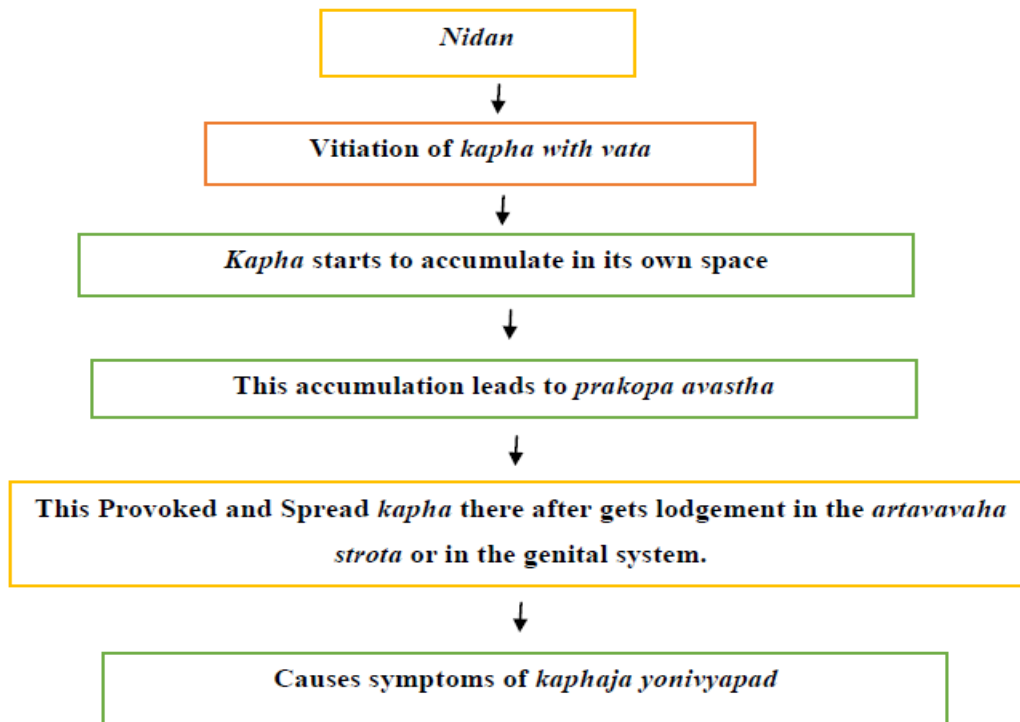 Nidan
Vitiation of kapha with vata
Kapha starts to accumulate in its own space
This accumulation leads to prakopa avastha
This Provoked and Spread kapha there after gets lodgement in the artavavaha
strota or in the genital system.
Causes symptoms of kaphaja yonivyapad